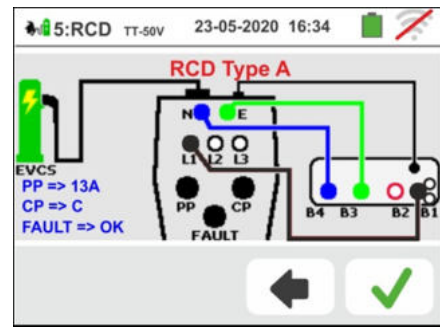 5:RCD TT-50V 23-05-2020 16:34
RCD Type A
N E
L1 L2 L3
EVCS
PP => 13A
CP => C
FAULT => OK
PP CP
FAULT
B4 B3 B2 B1